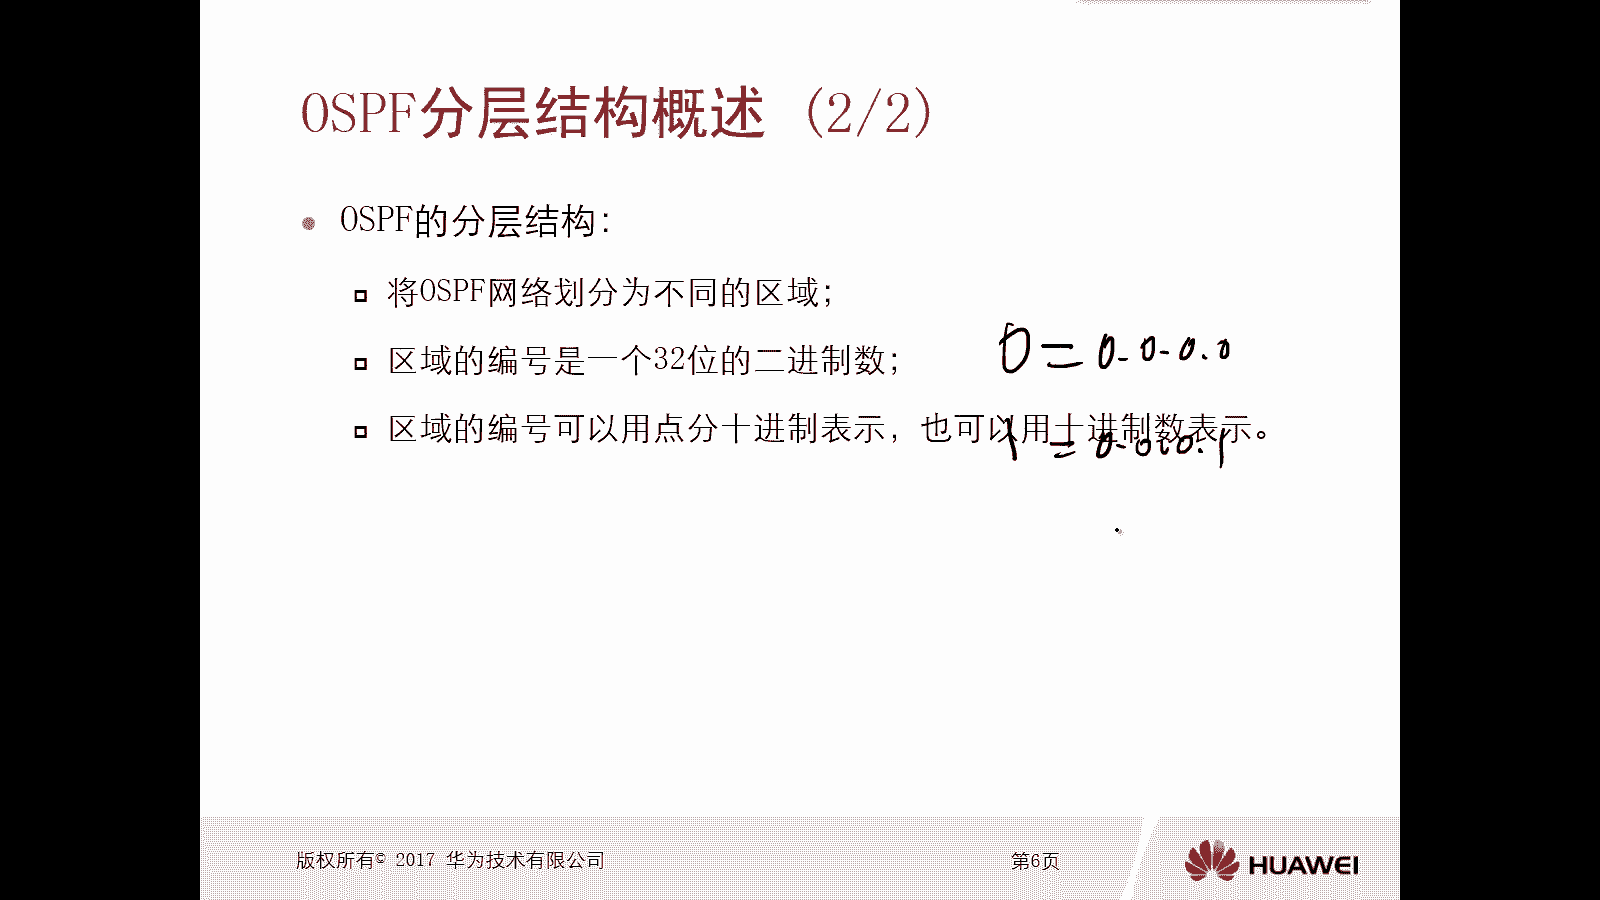 OSPF分层结构概述（2/2）
OSPF的分层结构：
将OSPF网络划分为不同的区域；
0=0.0.0.0
区域的编号是一个32位的二进制数；
区域的编号可以用点分十进制表示，也可以用十进制数表示。
1=0.0.0.1
版权所有© 2017 华为技术有限公司
第6页
HUAWEI